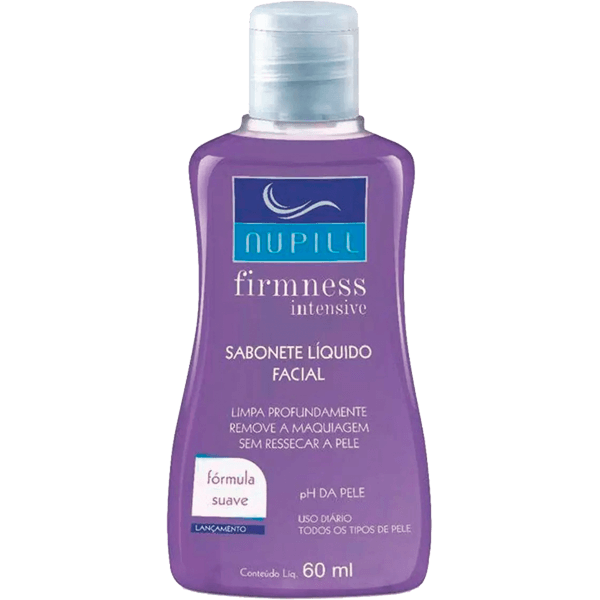 NUPILL
firmness
intensive
SABONETE LÍQUIDO
FACIAL
LIMPA PROFUNDAMENTE
REMOVE A MAQUIAGEM
SEM RESSECAR A PELE
fórmula
suave
LANÇAMENTO
pH DA PELE
USO DIÁRIO
TODOS OS TIPOS DE PELE
Conteúdo Líq. 60 ml